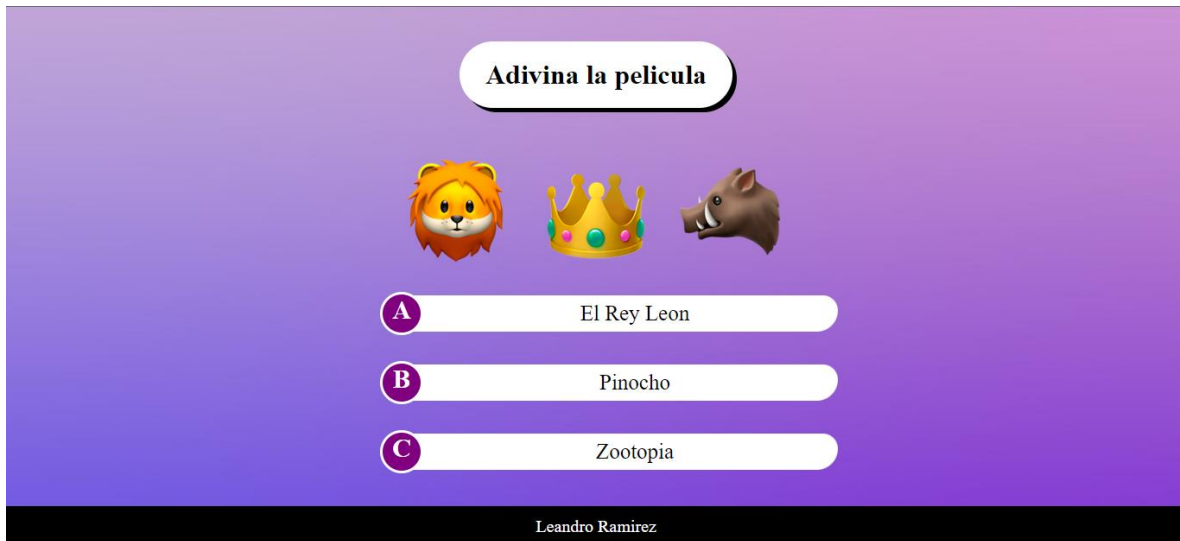 Adivina la pelicula
A El Rey Leon
B Pinocho
C Zootopia
Leandro Ramirez